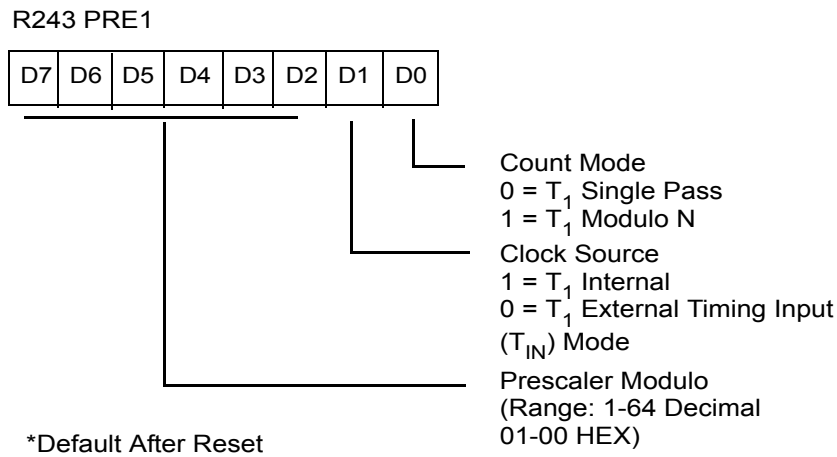 R243 PRE1
D7 D6 D5 D4 D3 D2 D1 D0
Count Mode
0 = T1 Single Pass
1 = T1 Modulo N
Clock Source
1 = T1 Internal
0 = T1 External Timing Input
(TIN) Mode
Prescaler Modulo
(Range: 1-64 Decimal
01-00 HEX)
*Default After Reset